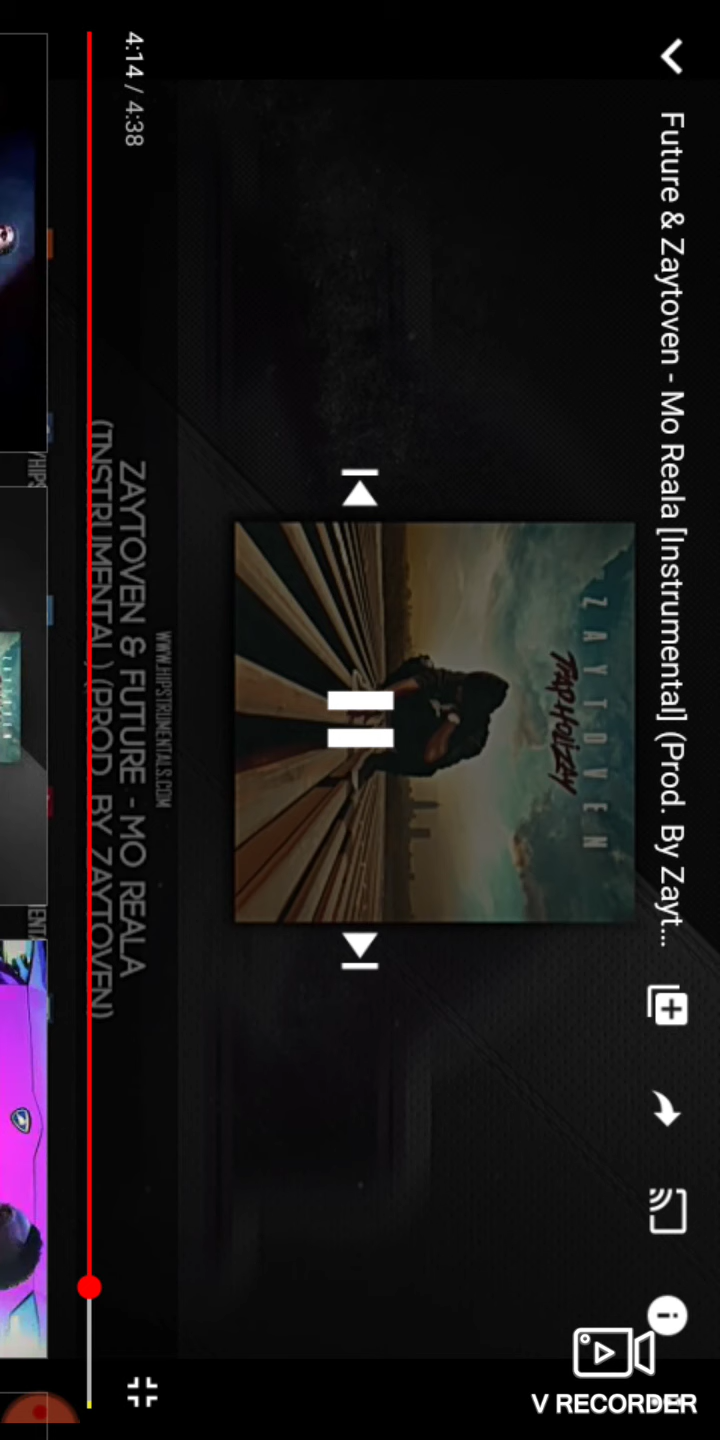 Future & Zaytoven - Mo Reala [Instrumental] (Prod. By Zayt...
ZAYTOVEN
TRAP HOLIZAY
WWW.HIPSTRUMENTALS.COM
ZAYTOVEN & FUTURE - MO REALA
(INSTRUMENTAL) (PROD. BY ZAYTOVEN)
4:14 / 4:38
V RECORDER